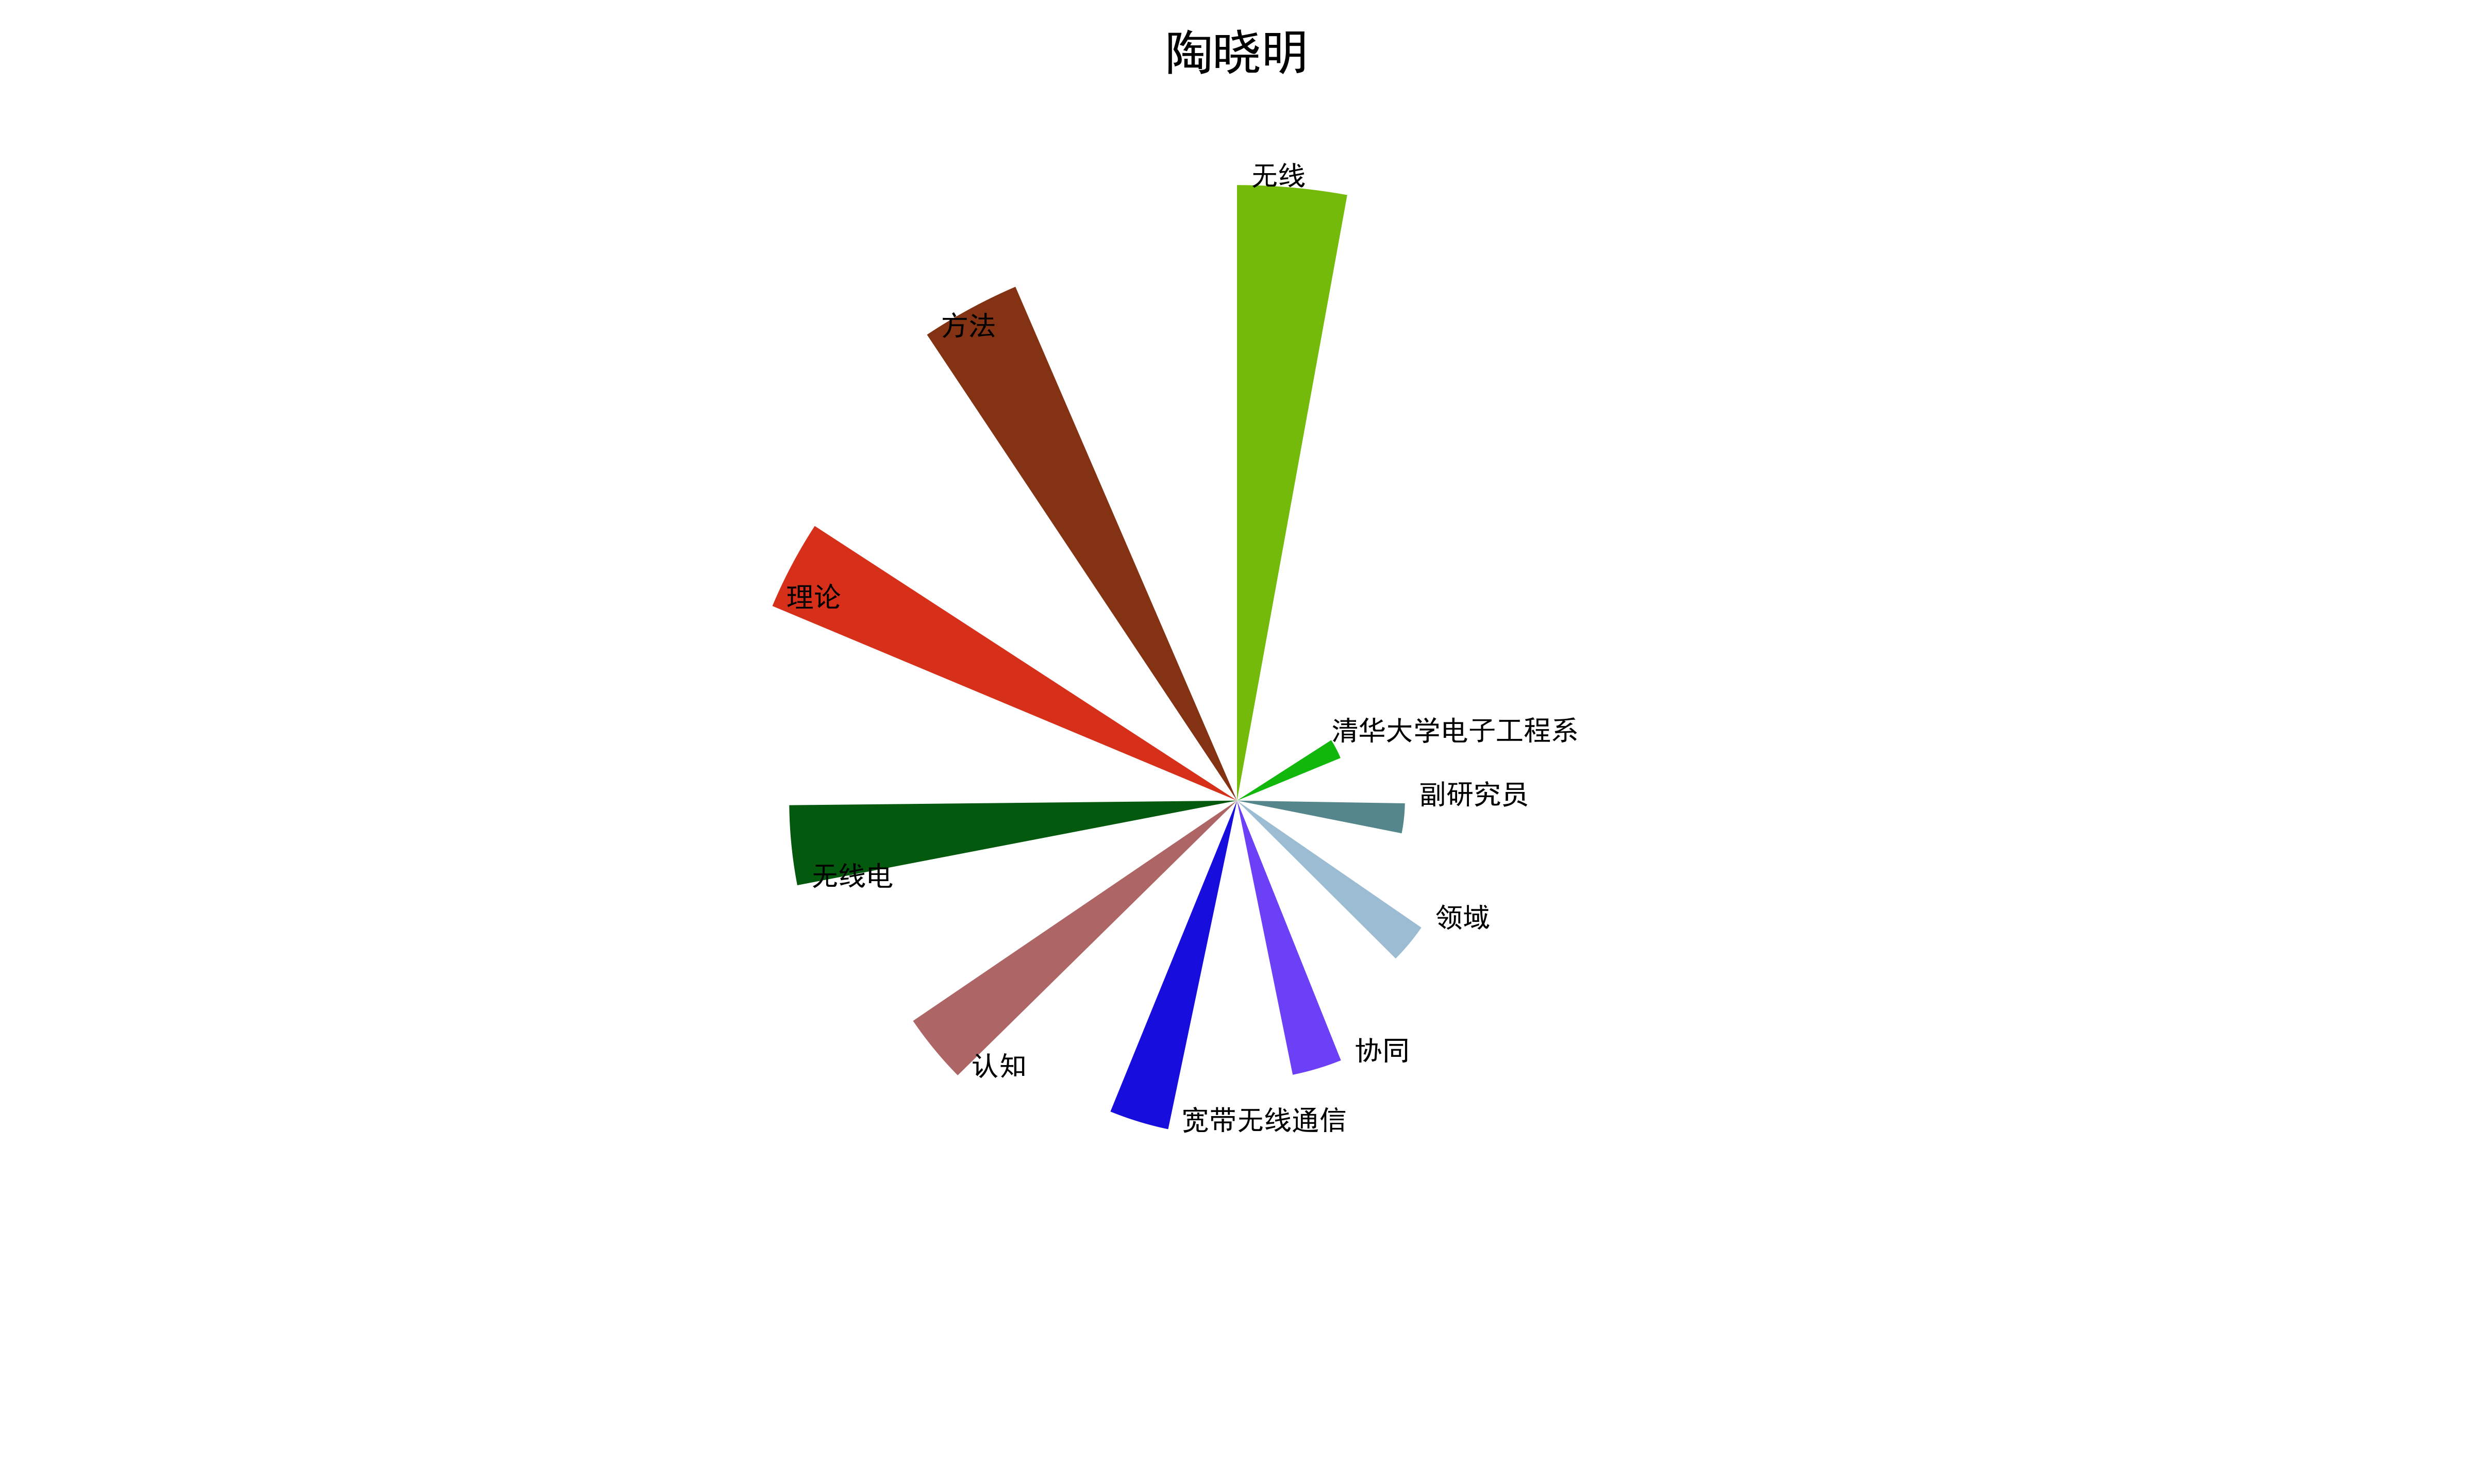 陶晓明
无线
方法
理论
清华大学电子工程系
副研究员
无线电
领域
协同
认知
宽带无线通信